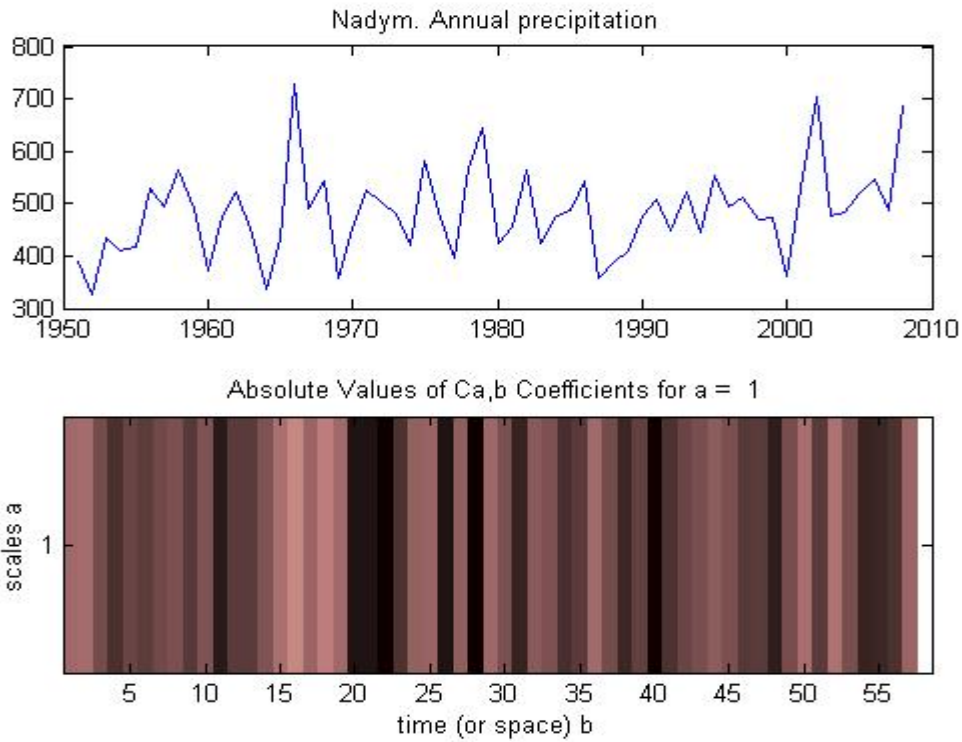 Nadym. Annual precipitation
800
700
600
500
400
300
1950 1960 1970 1980 1990 2000 2010
Absolute Values of Ca,b Coefficients for a = 1
scales a
1
5 10 15 20 25 30 35 40 45 50 55
time (or space) b